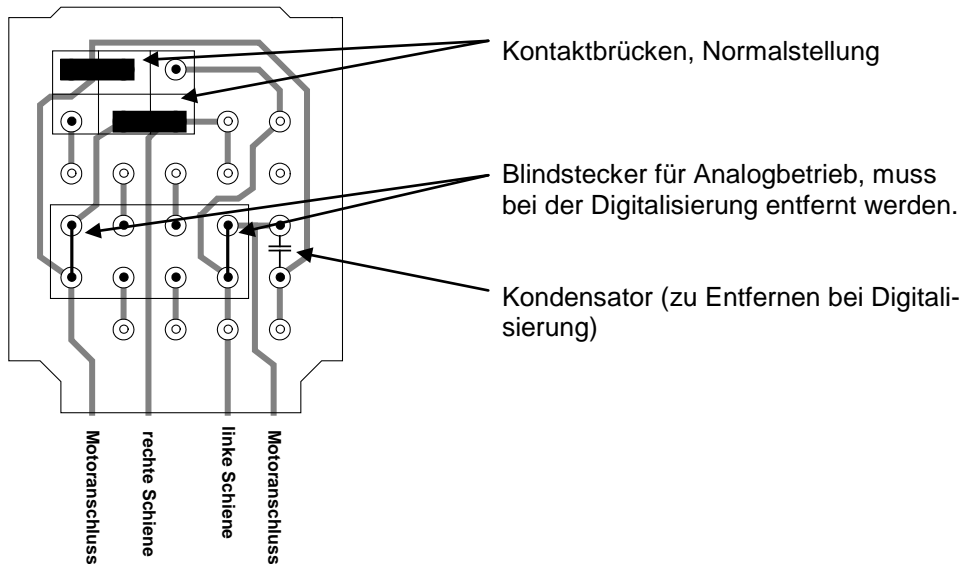 Kontaktbrücken, Normalstellung
Blindstecker für Analogbetrieb, muss
bei der Digitalisierung entfernt werden.
Kondensator (zu Entfernen bei Digitali-
sierung)
Motoranschluss
rechte Schiene
linke Schiene
Motoranschluss